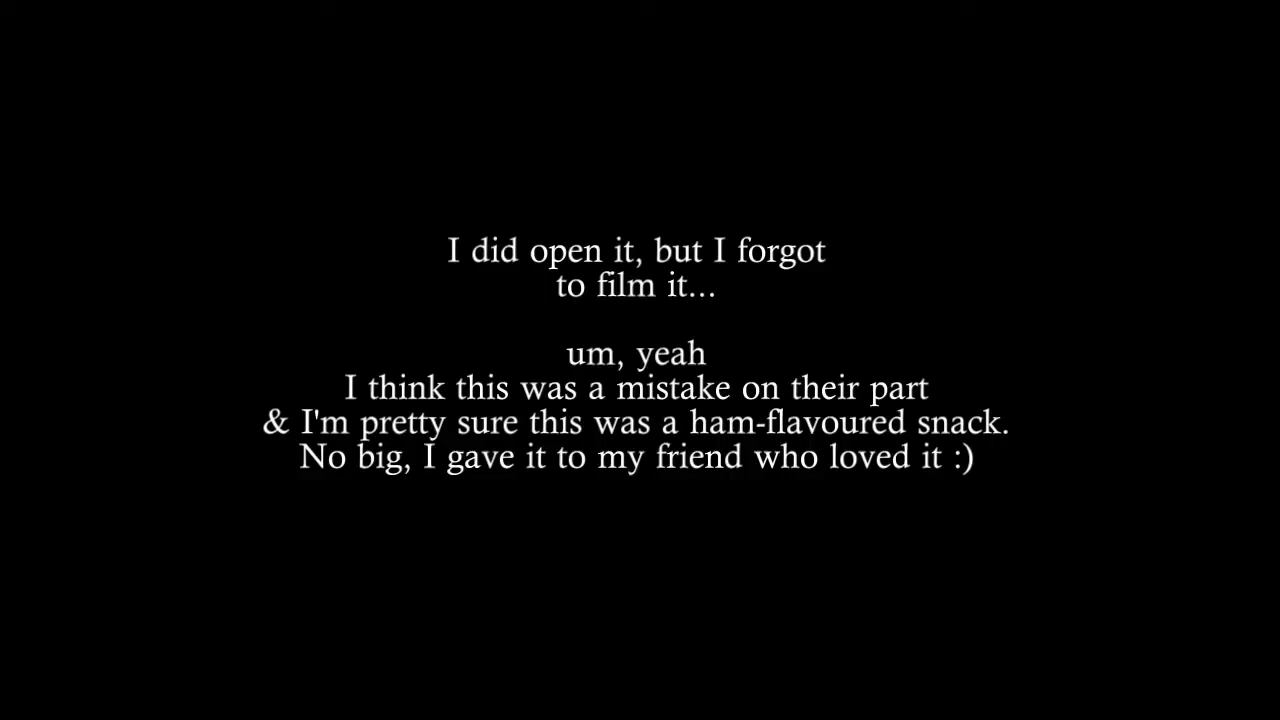 I did open it, but I forgot
to film it...
um, yeah
I think this was a mistake on their part
& I'm pretty sure this was a ham-flavoured snack.
No big, I gave it to my friend who loved it :)